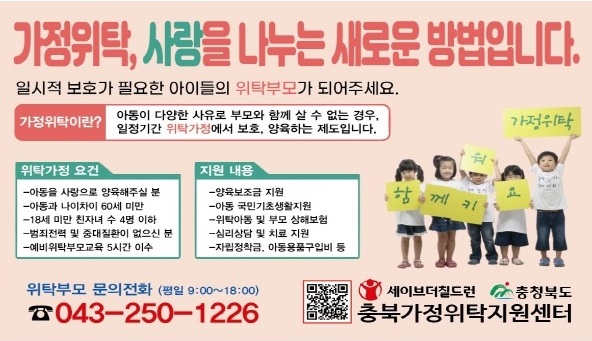 가정위탁, 사랑을 나누는 새로운 방법입니다.
일시적 보호가 필요한 아이들의 위탁부모가 되어주세요.
가정위탁이란?
아동이 다양한 사유로 부모와 함께 살 수 없는 경우,
일정기간 위탁가정에서 보호, 양육하는 제도입니다.
위탁가정 요건
-아동을 사랑으로 양육해주실 분
-아동과 나이차이 60세 미만
-18세 미만 친자녀 수 4명 이하
-범죄전력 및 중대질환이 없으신 분
-예비위탁부모교육 5시간 이수
지원 내용
-양육보조금 지원
-아동 국민기초생활지원
-위탁아동 및 부모 상해보험
-심리상담 및 치료 지원
-자립정착금, 아동용품구입비 등
가정위탁
함께키워요
위탁부모 문의전화 (평일 9:00~18:00)
☎043-250-1226
세이브더칠드런 충청북도
충북가정위탁지원센터